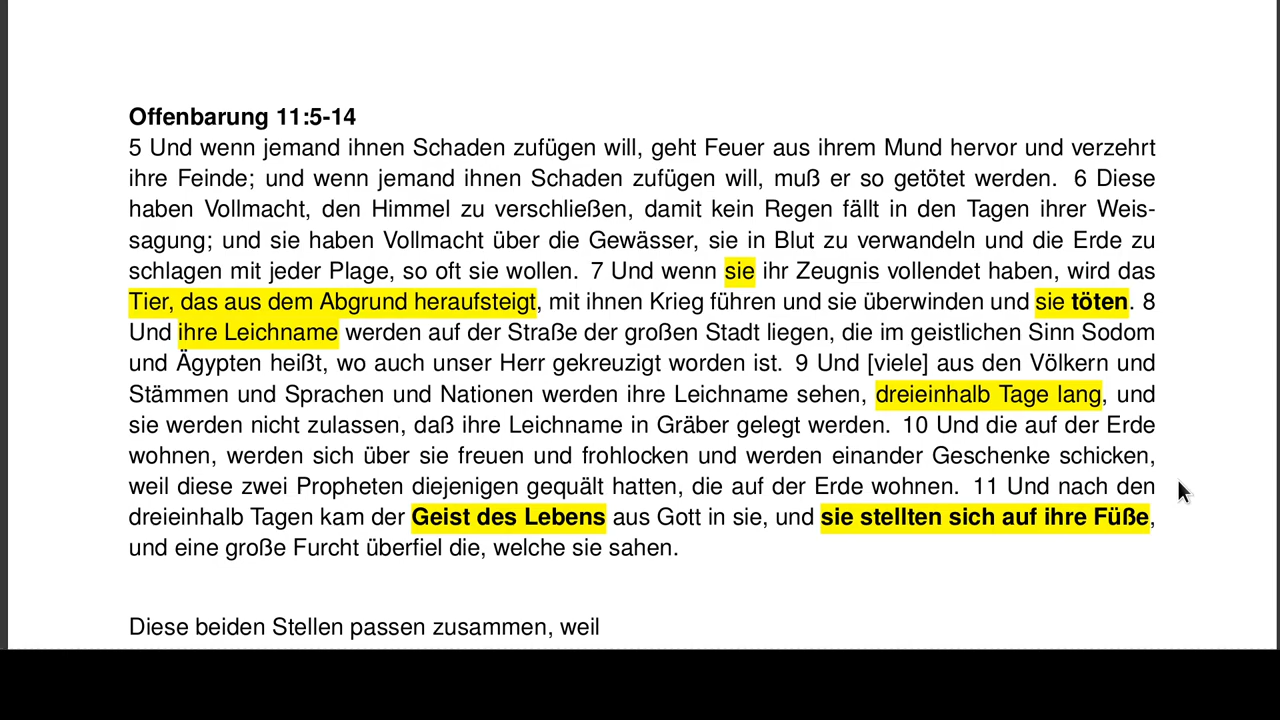 Offenbarung 11:5-14
5 Und wenn jemand ihnen Schaden zufügen will, geht Feuer aus ihrem Mund hervor und verzehrt
ihre Feinde; und wenn jemand ihnen Schaden zufügen will, muß er so getötet werden. 6 Diese
haben Vollmacht, den Himmel zu verschließen, damit kein Regen fällt in den Tagen ihrer Weis-
sagung; und sie haben Vollmacht über die Gewässer, sie in Blut zu verwandeln und die Erde zu
schlagen mit jeder Plage, so oft sie wollen. 7 Und wenn sie ihr Zeugnis vollendet haben, wird das
Tier, das aus dem Abgrund heraufsteigt, mit ihnen Krieg führen und sie überwinden und sie töten. 8
Und ihre Leichname werden auf der Straße der großen Stadt liegen, die im geistlichen Sinn Sodom
und Ägypten heißt, wo auch unser Herr gekreuzigt worden ist. 9 Und [viele] aus den Völkern und
Stämmen und Sprachen und Nationen werden ihre Leichname sehen, dreieinhalb Tage lang, und
sie werden nicht zulassen, daß ihre Leichname in Gräber gelegt werden. 10 Und die auf der Erde
wohnen, werden sich über sie freuen und frohlocken und werden einander Geschenke schicken,
weil diese zwei Propheten diejenigen gequält hatten, die auf der Erde wohnen. 11 Und nach den
dreieinhalb Tagen kam der Geist des Lebens aus Gott in sie, und sie stellten sich auf ihre Füße,
und eine große Furcht überfiel die, welche sie sahen.
Diese beiden Stellen passen zusammen, weil